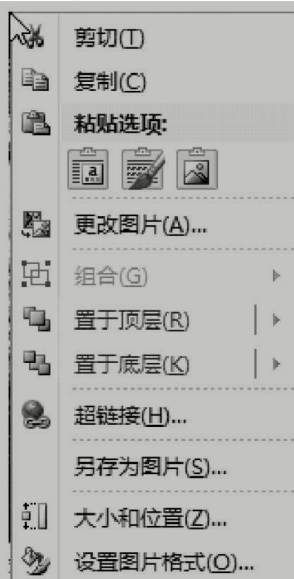 剪切(T)
复制(C)
粘贴选项:
a
更改图片(A)...
组合(G)
置于顶层(R)
置于底层(K)
超链接(H)...
另存为图片(S)...
大小和位置(Z)...
设置图片格式(O)...